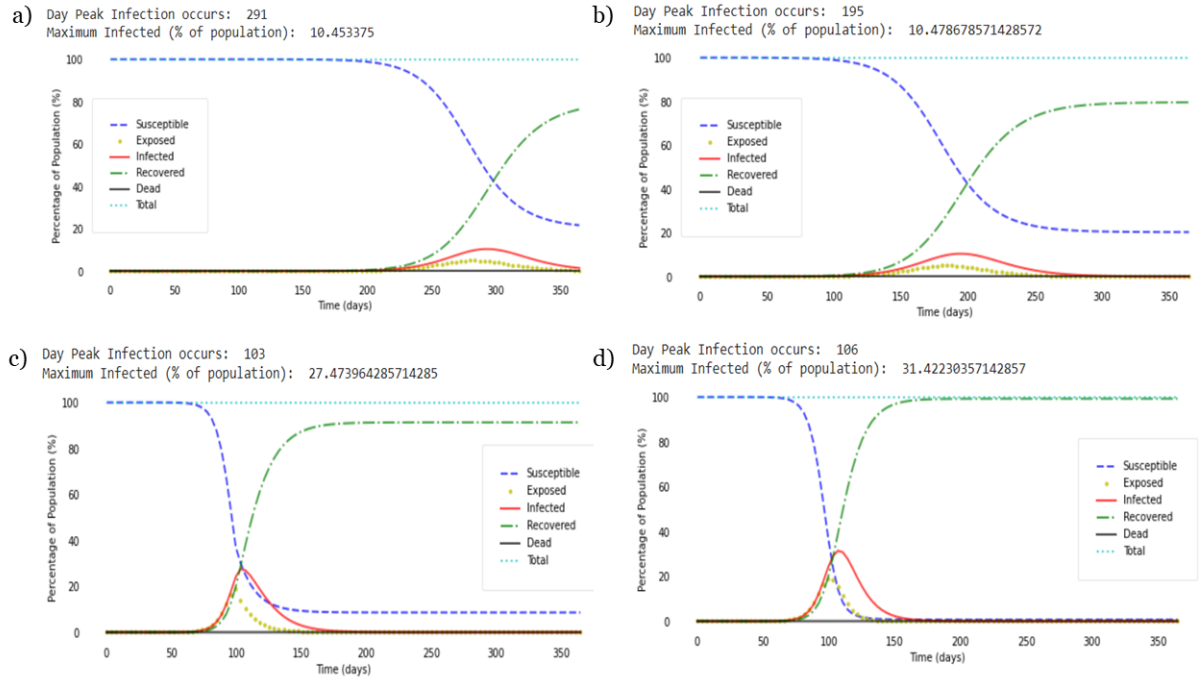 a)
Day Peak Infection occurs: 291
Maximum Infected (% of population): 10.453375
Percentage of Population (%)
100
80
60
40
20
0
Susceptible
Exposed
Infected
Recovered
Dead
Total
0 50 100 150 200 250 300 350
Time (days)
b)
Day Peak Infection occurs: 195
Maximum Infected (% of population): 10.478678571428572
Percentage of Population (%)
100
80
60
40
20
0
Susceptible
Exposed
Infected
Recovered
Dead
Total
0 50 100 150 200 250 300 350
Time (days)
c)
Day Peak Infection occurs: 103
Maximum Infected (% of population): 27.473964285714285
Percentage of Population (%)
100
80
60
40
20
0
Susceptible
Exposed
Infected
Recovered
Dead
Total
0 50 100 150 200 250 300 350
Time (days)
d)
Day Peak Infection occurs: 106
Maximum Infected (% of population): 31.42230357142857
Percentage of Population (%)
100
80
60
40
20
0
Susceptible
Exposed
Infected
Recovered
Dead
Total
0 50 100 150 200 250 300 350
Time (days)